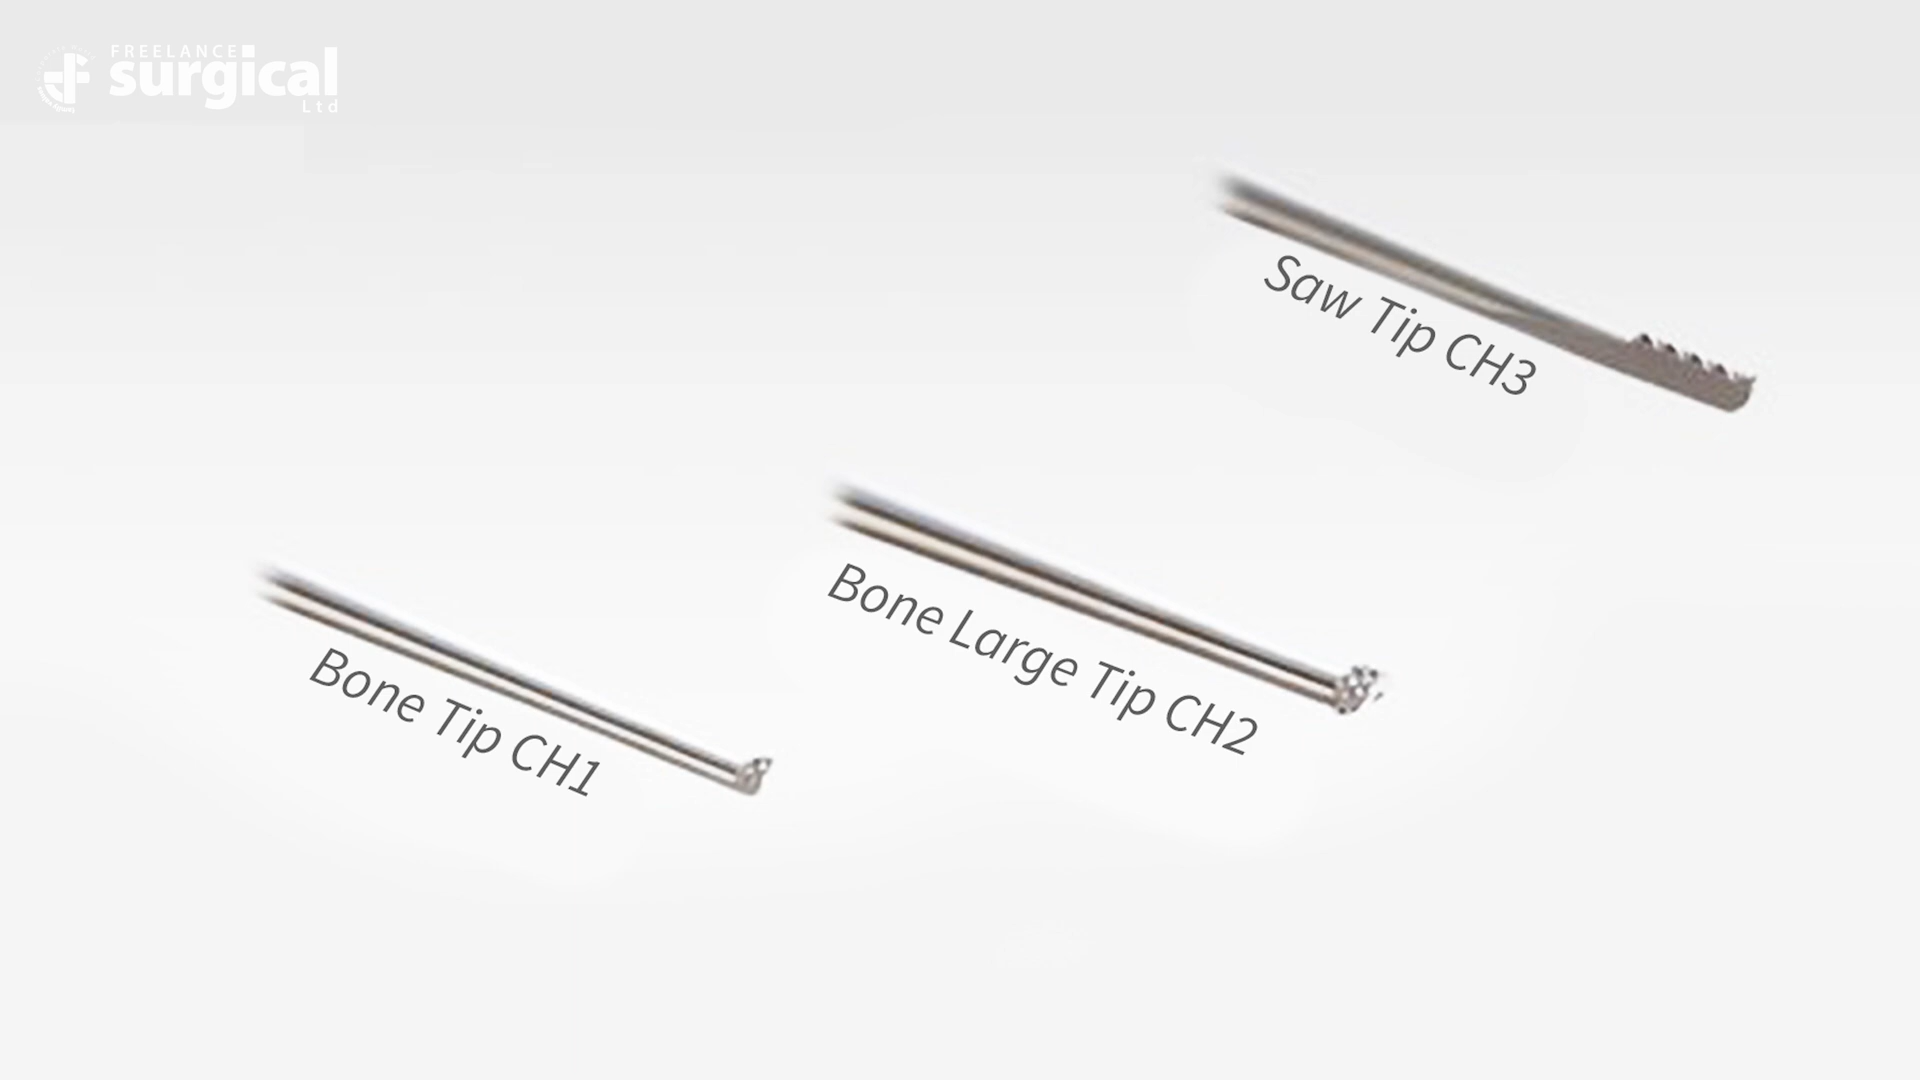 FREELANCE
surgical
Ltd
Saw Tip CH3
Bone Large Tip CH2
Bone Tip CH1